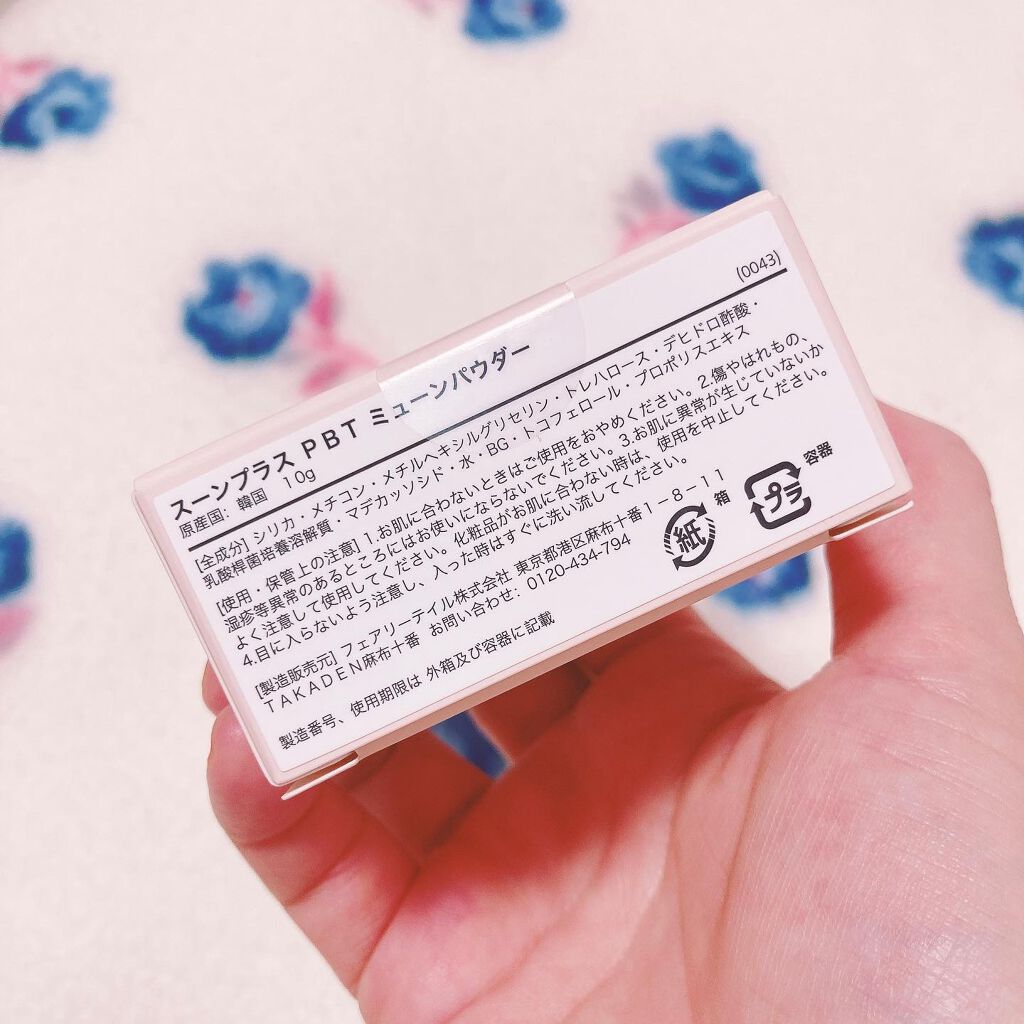 (0043)
スーンプラス PBT ミューンパウダー
原産国: 韓国 10g
[全成分] シリカ・メチコン・メチルヘキシルグリセリン・トレハロース・デヒドロ酢酸・
乳酸桿菌培養溶解質・マデカッソシド・水・BG・トコフェロール・プロポリスエキス
[使用・保管上の注意] 1.お肌に合わないときはご使用をおやめください。2.傷やはれもの、
湿疹等異常のあるところにはお使いにならないでください。3.お肌に異常が生じていないか
よく注意して使用してください。化粧品がお肌に合わない時は、使用を中止してください。
4.目に入らないよう注意し、入った時はすぐに洗い流してください。
[製造販売元] フェアリーテイル株式会社 東京都港区麻布十番1-8-11
TAKADEN麻布十番 お問い合わせ: 0120-434-794
製造番号、使用期限は 外箱及び容器に記載
紙 箱
プラ 容器